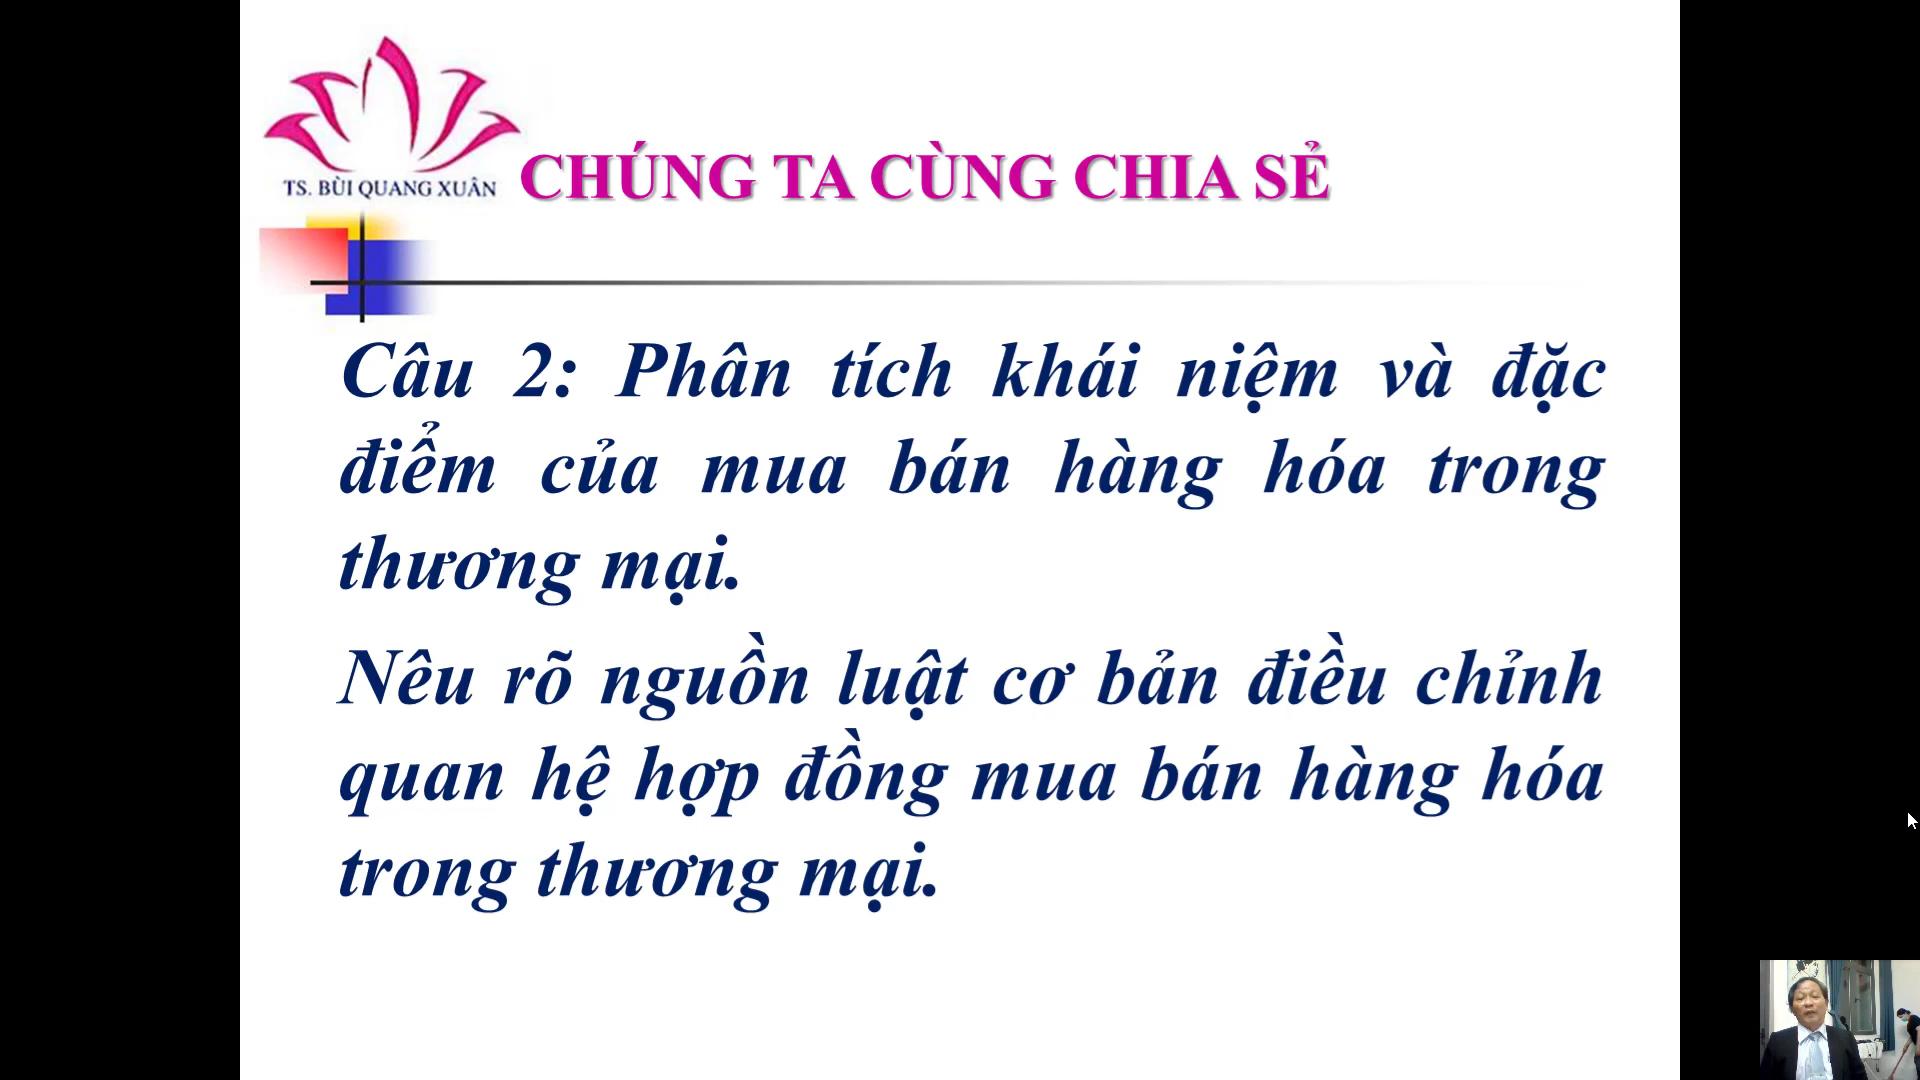 TS. BÙI QUANG XUÂN
CHÚNG TA CÙNG CHIA SẺ
Câu 2: Phân tích khái niệm và đặc
điểm của mua bán hàng hóa trong
thương mại.
Nêu rõ nguồn luật cơ bản điều chỉnh
quan hệ hợp đồng mua bán hàng hóa
trong thương mại.